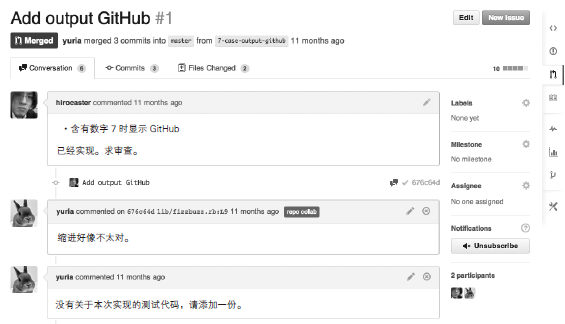 Add output GitHub #1
Edit
New Issue
Merged
yuria merged 3 commits into master from 7-case-output-github 11 months ago
Conversation 6
Commits 3
Files Changed 2
10
hirocaster commented 11 months ago
・含有数字 7 时显示 GitHub
已经实现。求审查。
Add output GitHub
676c64d
yuria commented on 676c64d lib/fizzbuzz.rb:L9 11 months ago
repo collab
缩进好像不太对。
yuria commented 11 months ago
没有关于本次实现的测试代码，请添加一份。
Labels
None yet
Milestone
No milestone
Assignee
No one assigned
Notifications
Unsubscribe
2 participants